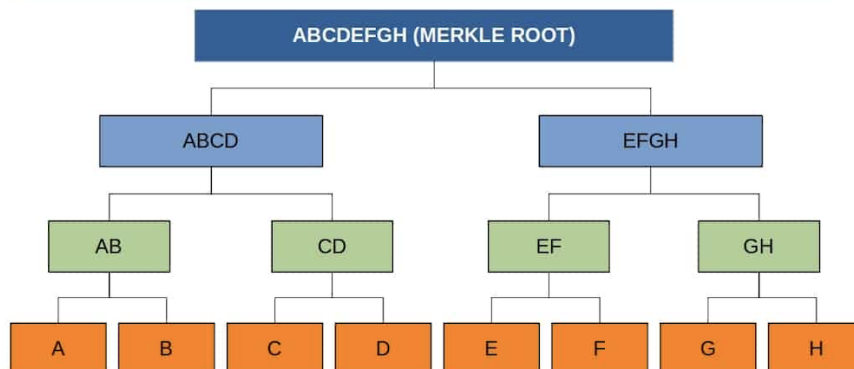 ABCDEFGH (MERKLE ROOT)
ABCD
EFGH
AB
CD
EF
GH
A
B
C
D
E
F
G
H